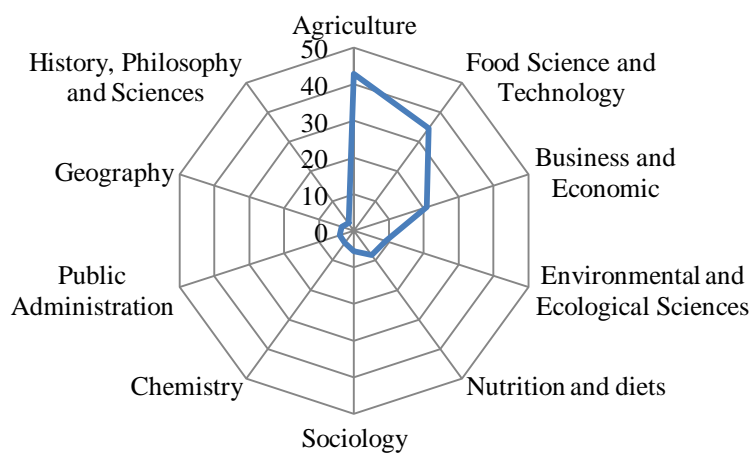 Agriculture
50
40
30
20
10
0
Food Science and
Technology
Business and
Economic
Environmental and
Ecological Sciences
Nutrition and diets
Sociology
Chemistry
Public
Administration
Geography
History, Philosophy
and Sciences